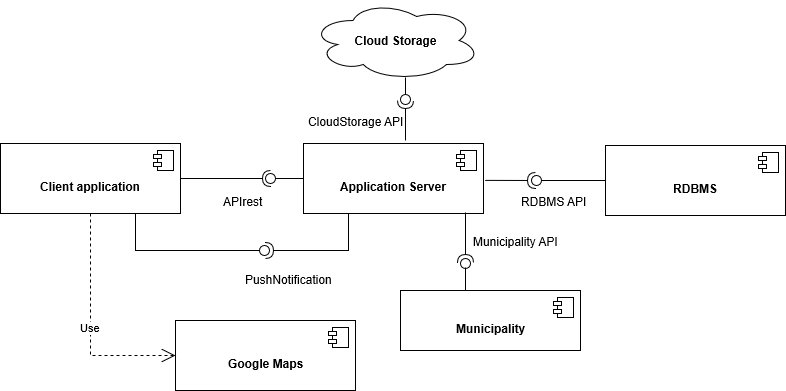 Cloud Storage
CloudStorage API
Client application
APIrest
Application Server
RDBMS API
RDBMS
PushNotification
Municipality API
Use
Municipality
Google Maps